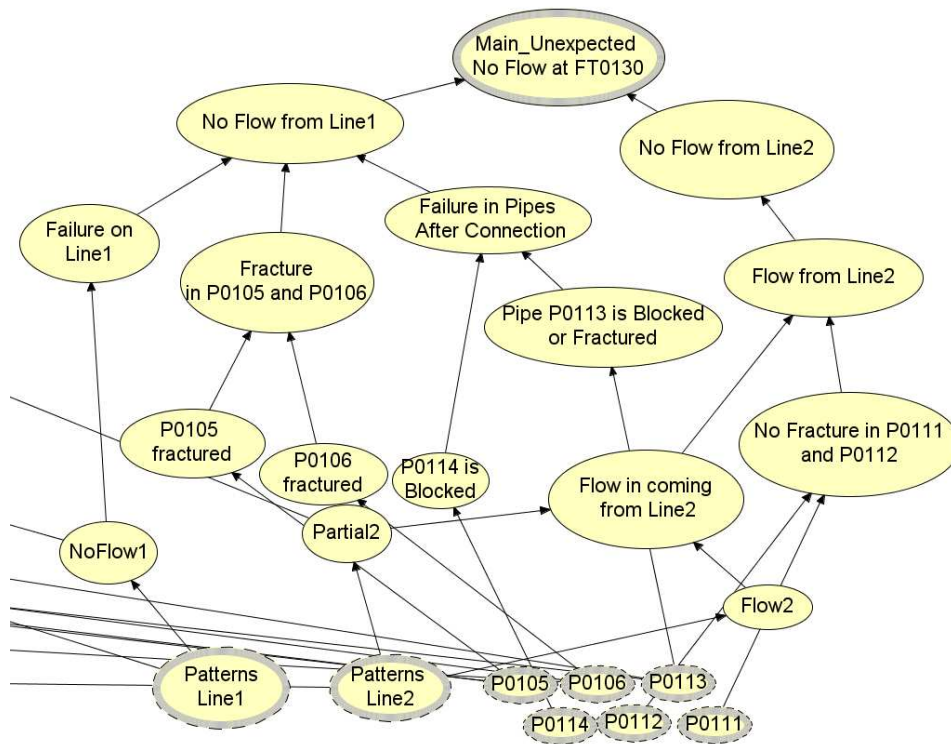 Main_Unexpected
No Flow at FT0130
No Flow from Line1
No Flow from Line2
Failure on
Line1
Failure in Pipes
After Connection
Fracture
in P0105 and P0106
Flow from Line2
Pipe P0113 is Blocked
or Fractured
P0105
fractured
P0106
fractured
P0114 is
Blocked
No Fracture in P0111
and P0112
Flow in coming
from Line2
Partial2
NoFlow1
Flow2
Patterns
Line1
Patterns
Line2
P0105
P0106
P0113
P0114
P0112
P0111